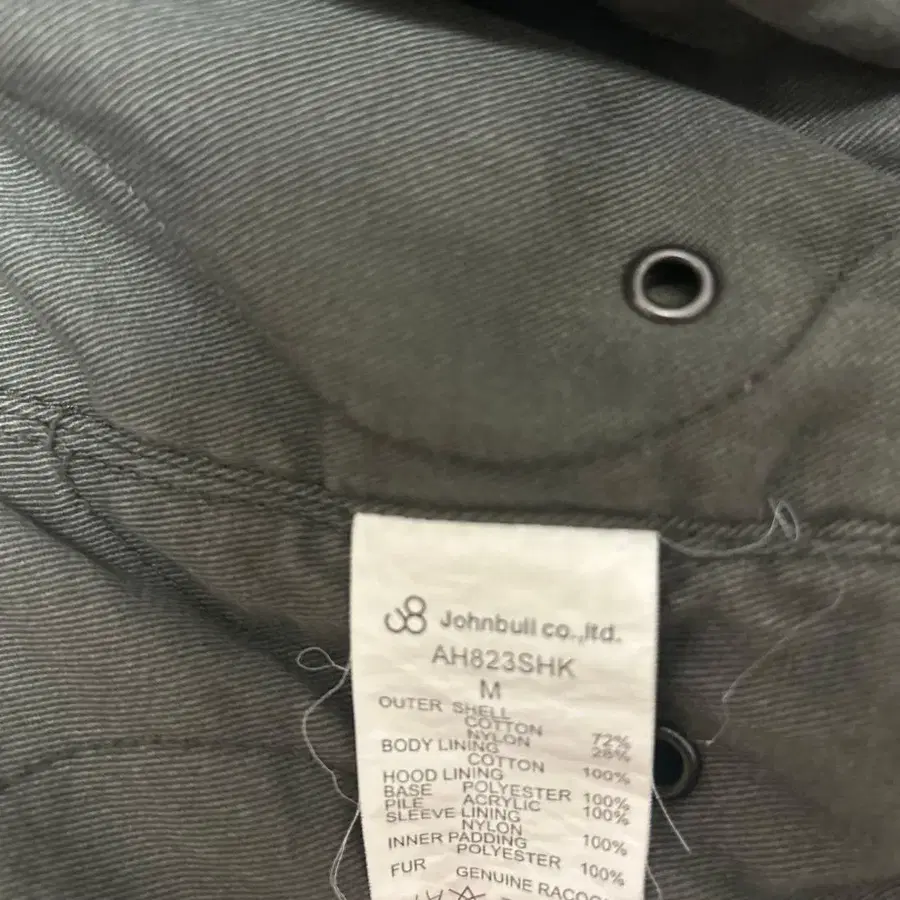 Johnbull co.,ltd.
AH823SHK
M
OUTER SHELL
COTTON 72%
NYLON 28%
BODY LINING
COTTON 100%
HOOD LINING
BASE POLYESTER 100%
PILE ACRYLIC 100%
SLEEVE LINING
NYLON 100%
INNER PADDING
POLYESTER 100%
FUR GENUINE